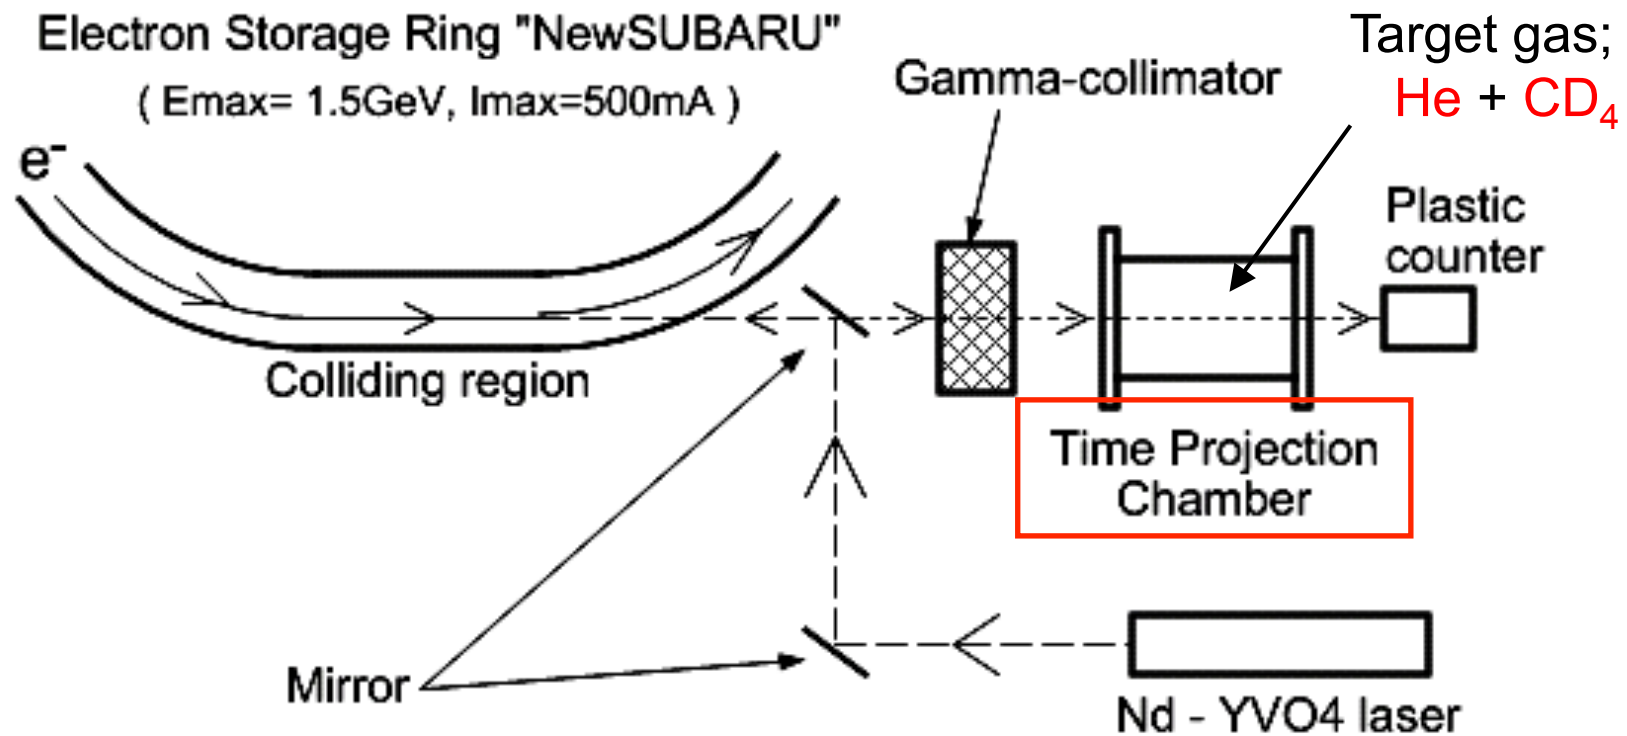 Electron Storage Ring "NewSUBARU"
( Emax= 1.5GeV, Imax=500mA )
e-
Colliding region
Gamma-collimator
Target gas;
He + CD4
Plastic
counter
Time Projection
Chamber
Mirror
Nd - YVO4 laser